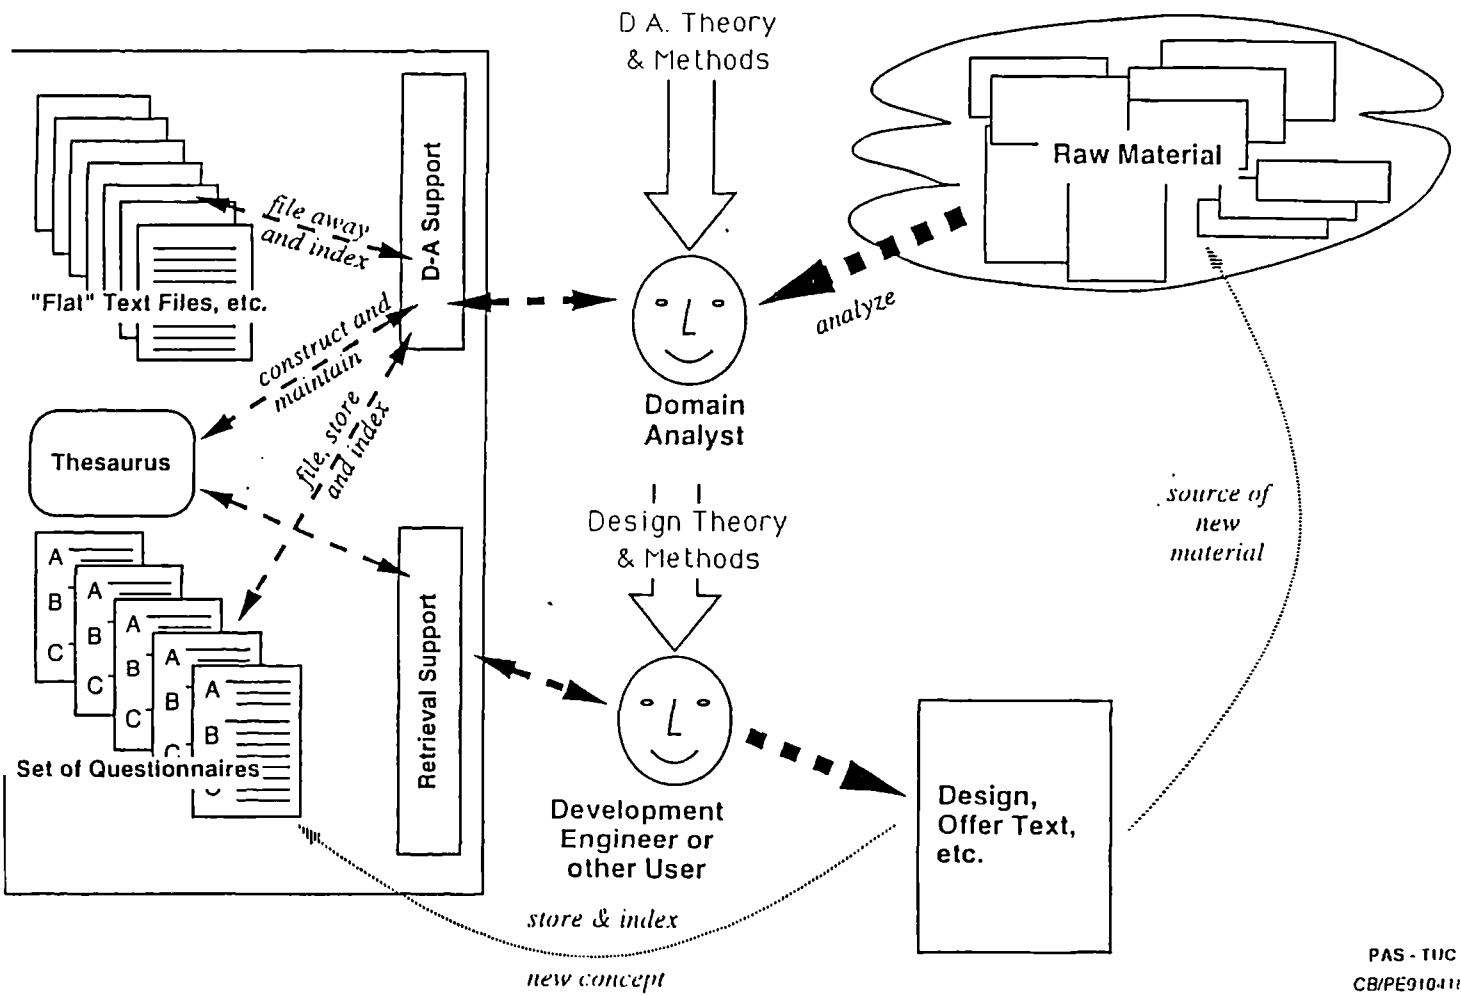 D A. Theory
& Methods
Raw Material
D-A Support
file away
and index
"Flat" Text Files, etc.
construct and
maintain
analyze
Domain
Analyst
file, store
and index
Thesaurus
source of
new
material
Design Theory
& Methods
A
B
C
A
B
C
A
B
C
A
B
C
A
B
Set of Questionnaires
Retrieval Support
Development
Engineer or
other User
Design,
Offer Text,
etc.
store & index
new concept
PAS - TUC